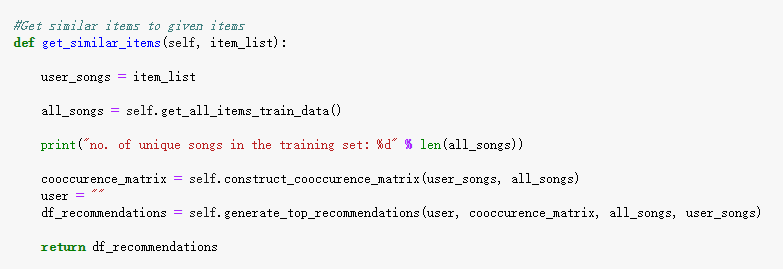 #Get similar items to given items
def get_similar_items(self, item_list):
user_songs = item_list
all_songs = self.get_all_items_train_data()
print("no. of unique songs in the training set: %d" % len(all_songs))
cooccurence_matrix = self.construct_cooccurence_matrix(user_songs, all_songs)
user = ""
df_recommendations = self.generate_top_recommendations(user, cooccurence_matrix, all_songs, user_songs)
return df_recommendations